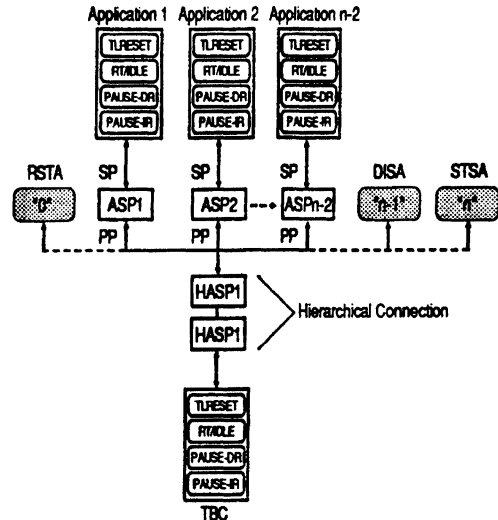 Application 1 Application 2 Application n-2
TLRESET TLRESET TLRESET
RT/IDLE RT/IDLE RT/IDLE
PAUSE-DR PAUSE-DR PAUSE-DR
PAUSE-IR PAUSE-IR PAUSE-IR
RSTA SP SP SP DISA STSA
"0" ASP1 ASP2 ASPn-2 "n-1" "n"
PP PP PP
HASP1
Hierarchical Connection
HASP1
TLRESET
RT/IDLE
PAUSE-DR
PAUSE-IR
TBC